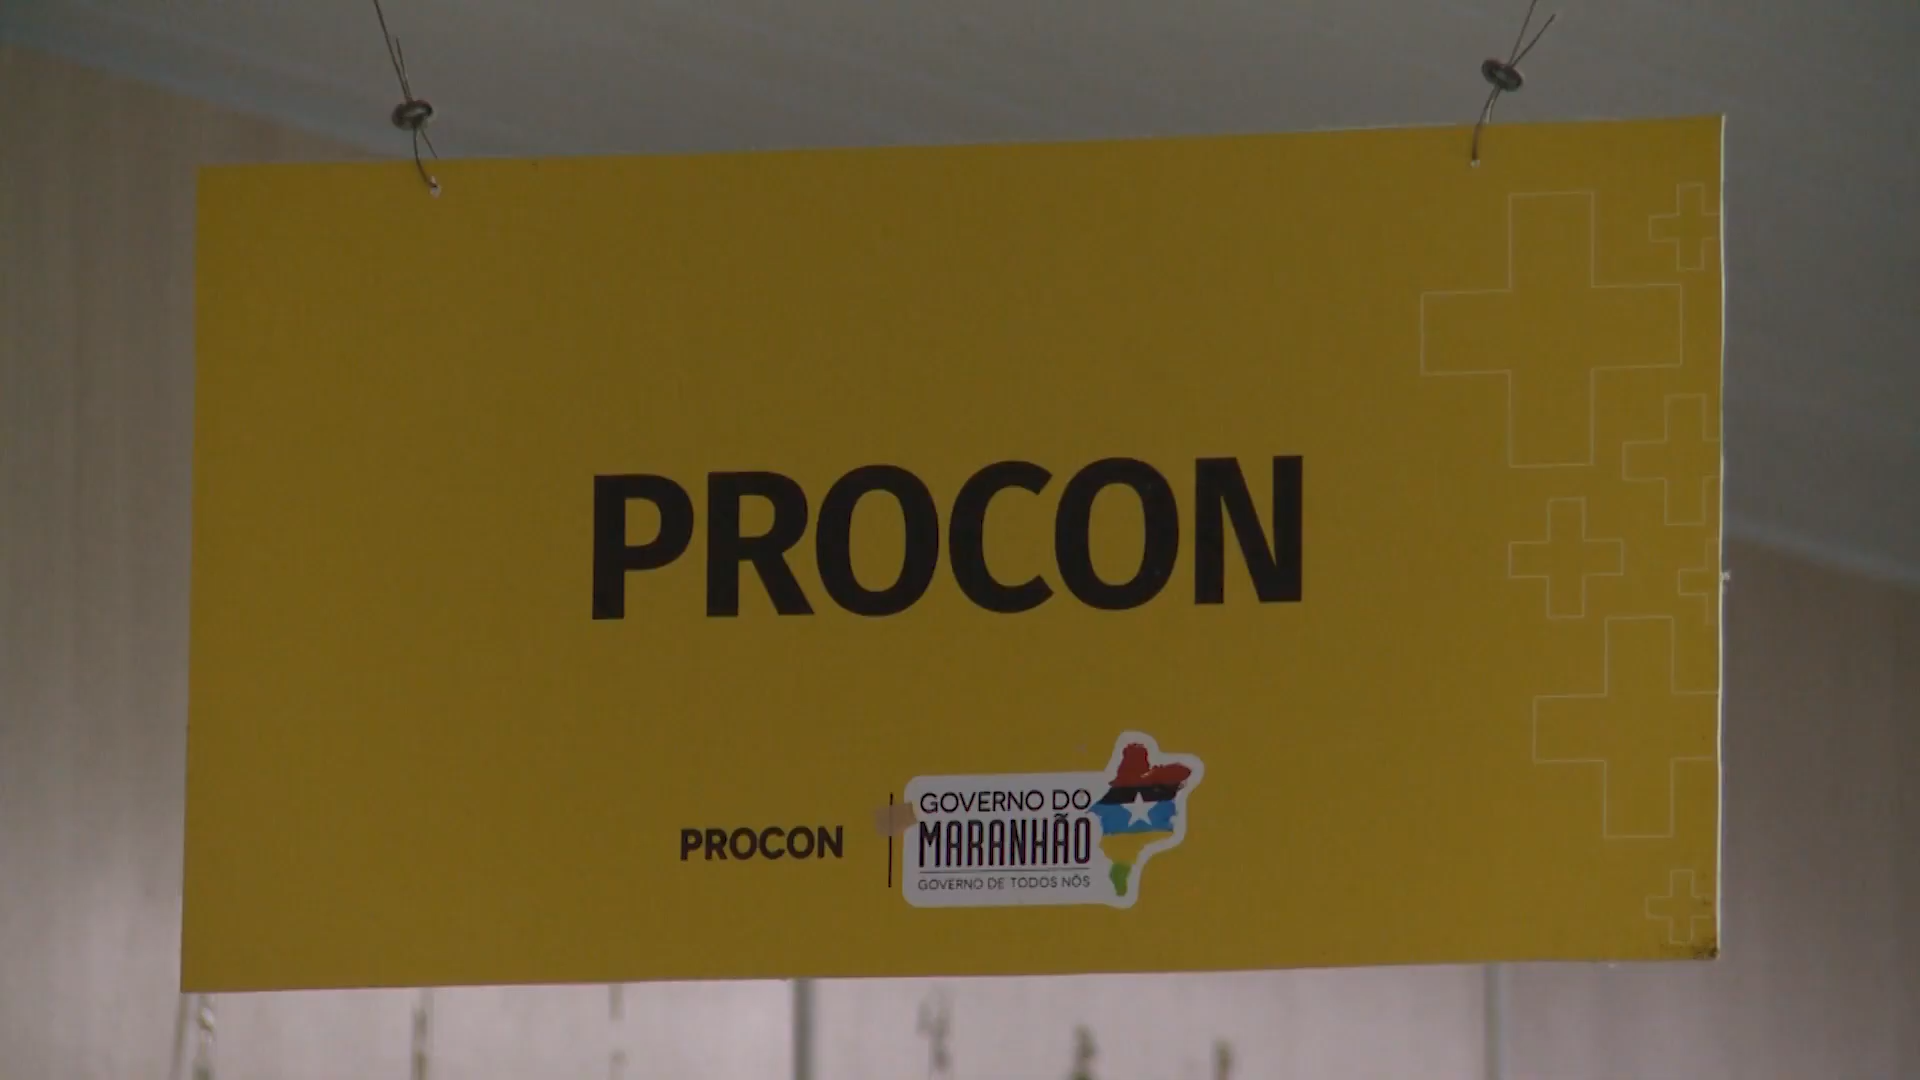 PROCON
PROCON
GOVERNO DO
MARANHÃO
GOVERNO DE TODOS NÓS